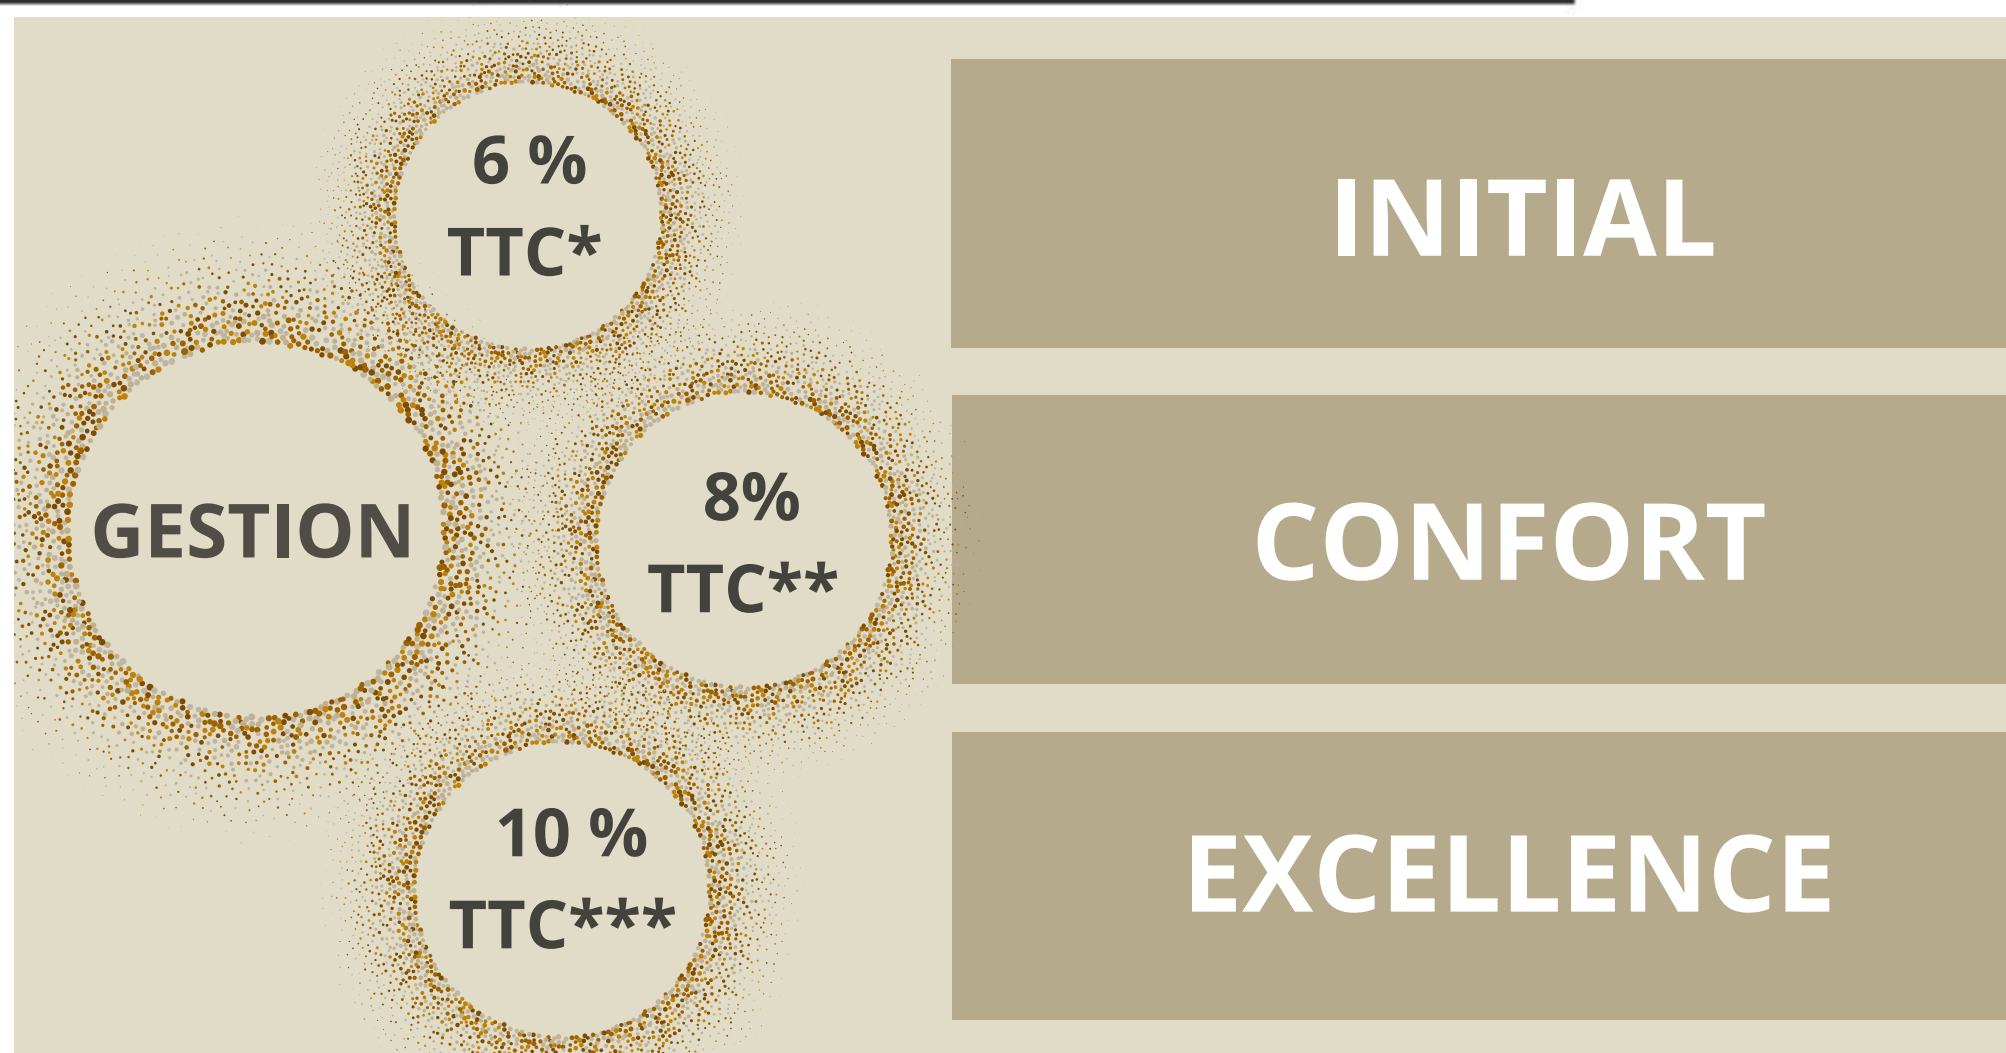 6 %
TTC*
INITIAL
GESTION
8%
TTC**
CONFORT
10 %
TTC***
EXCELLENCE